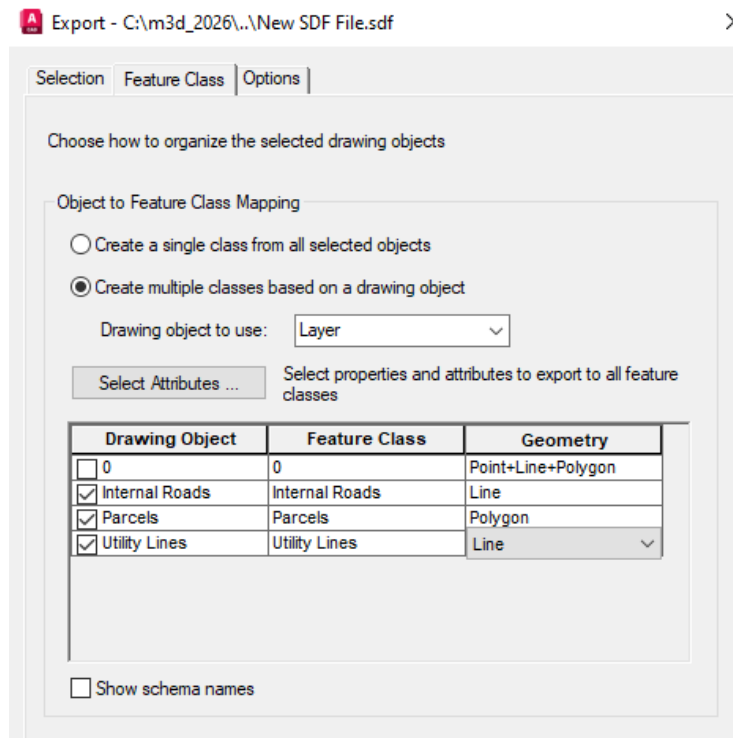 Export - C:\m3d_2026\..\New SDF File.sdf
Selection Feature Class Options
Choose how to organize the selected drawing objects
Object to Feature Class Mapping
Create a single class from all selected objects
Create multiple classes based on a drawing object
Drawing object to use: Layer
Select Attributes ... Select properties and attributes to export to all feature
classes
Drawing Object Feature Class Geometry
0 0 Point+Line+Polygon
Internal Roads Internal Roads Line
Parcels Parcels Polygon
Utility Lines Utility Lines Line
Show schema names